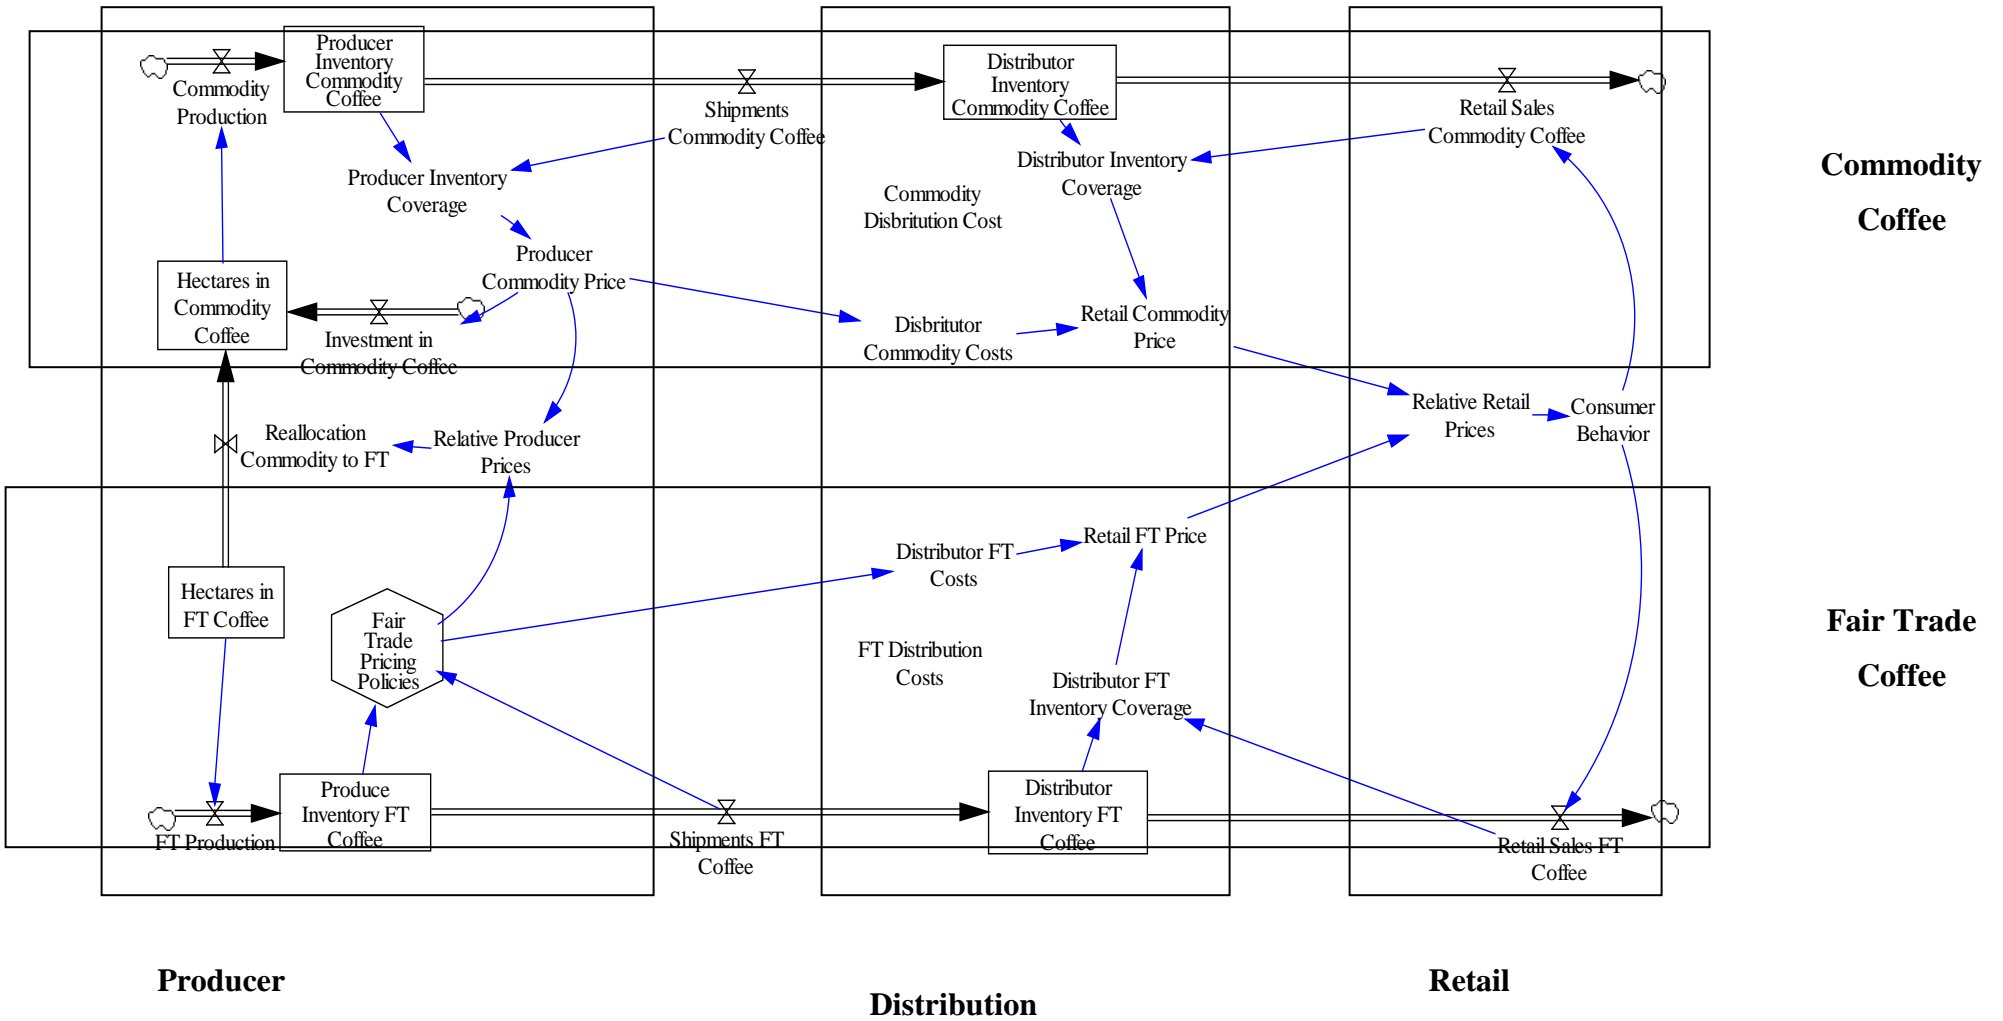 Producer
Inventory
Commodity
Coffee
Commodity
Production
Shipments
Commodity Coffee
Distributor
Inventory
Commodity Coffee
Retail Sales
Commodity Coffee
Producer Inventory
Coverage
Distributor Inventory
Coverage
Commodity
Disbritution Cost
Producer
Commodity Price
Hectares in
Commodity
Coffee
Investment in
Commodity Coffee
Disbritutor
Commodity Costs
Retail Commodity
Price
Commodity
Coffee
Reallocation
Commodity to FT
Relative Producer
Prices
Relative Retail
Prices
Consumer
Behavior
Hectares in
FT Coffee
Fair
Trade
Pricing
Policies
Distributor FT
Costs
Retail FT Price
FT Distribution
Costs
Distributor FT
Inventory Coverage
Fair Trade
Coffee
FT Production
Produce
Inventory FT
Coffee
Shipments FT
Coffee
Distributor
Inventory FT
Coffee
Retail Sales FT
Coffee
Producer
Distribution
Retail